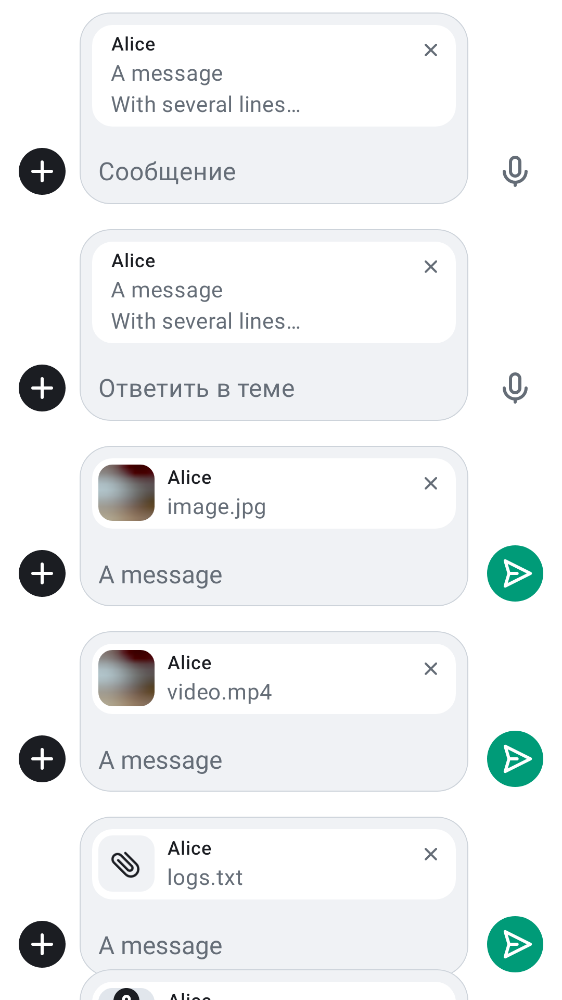 Alice
A message
With several lines…
Сообщение
Alice
A message
With several lines…
Ответить в теме
Alice
image.jpg
A message
Alice
video.mp4
A message
Alice
logs.txt
A message
Alice